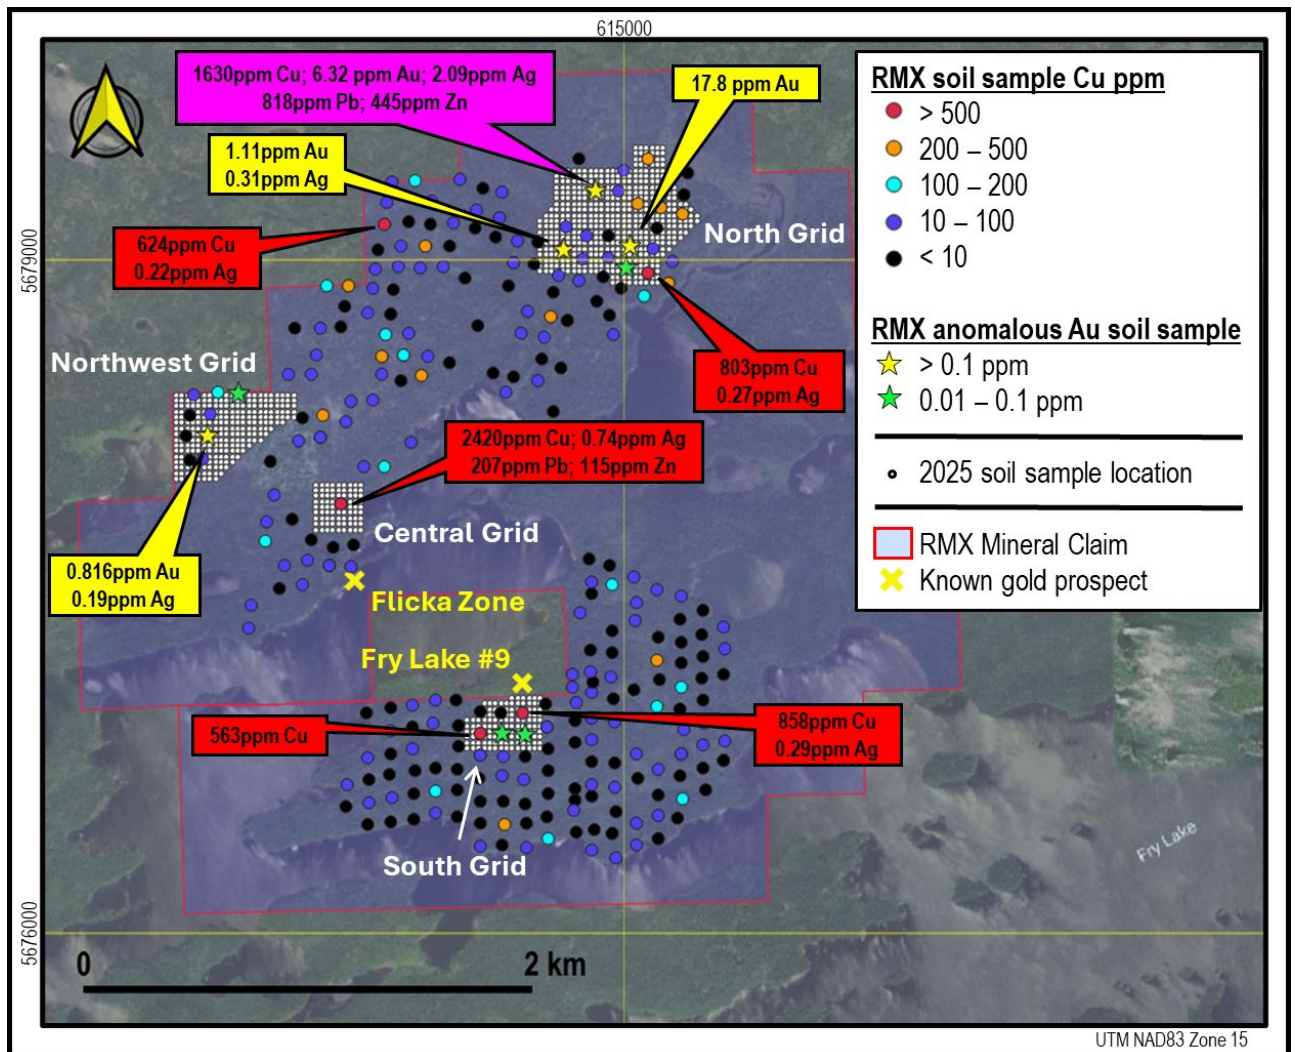 615000
1630ppm Cu; 6.32 ppm Au; 2.09ppm Ag
818ppm Pb; 445ppm Zn
17.8 ppm Au
1.11ppm Au
0.31ppm Ag
624ppm Cu
0.22ppm Ag
North Grid
5679000
Northwest Grid
803ppm Cu
0.27ppm Ag
2420ppm Cu; 0.74ppm Ag
207ppm Pb; 115ppm Zn
Central Grid
0.816ppm Au
0.19ppm Ag
Flicka Zone
Fry Lake #9
563ppm Cu
858ppm Cu
0.29ppm Ag
South Grid
Fry Lake
5676000
0 2 km
RMX soil sample Cu ppm
> 500
200 – 500
100 – 200
10 – 100
< 10
RMX anomalous Au soil sample
> 0.1 ppm
0.01 – 0.1 ppm
2025 soil sample location
RMX Mineral Claim
Known gold prospect
UTM NAD83 Zone 15